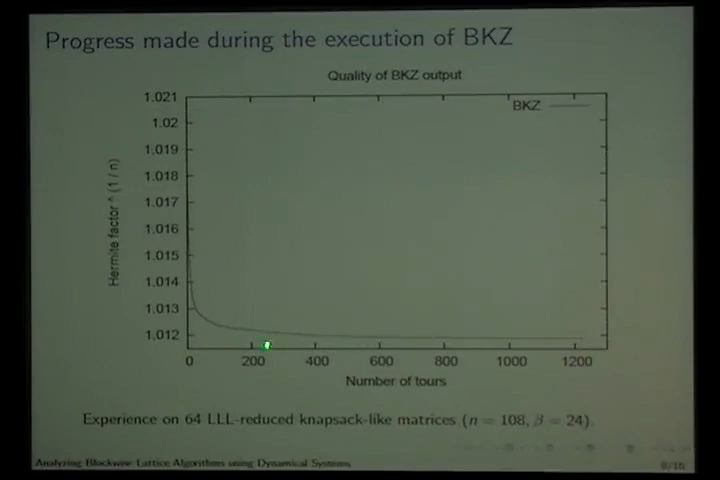 Progress made during the execution of BKZ
Quality of BKZ output
BKZ
1.021
1.02
1.019
1.018
1.017
1.016
1.015
1.014
1.013
1.012
Hermite factor ^ (1 / n)
0 200 400 600 800 1000 1200
Number of tours
Experience on 64 LLL-reduced knapsack-like matrices (n = 108, β = 24).
Analyzing Blockwise Lattice Algorithms using Dynamical Systems